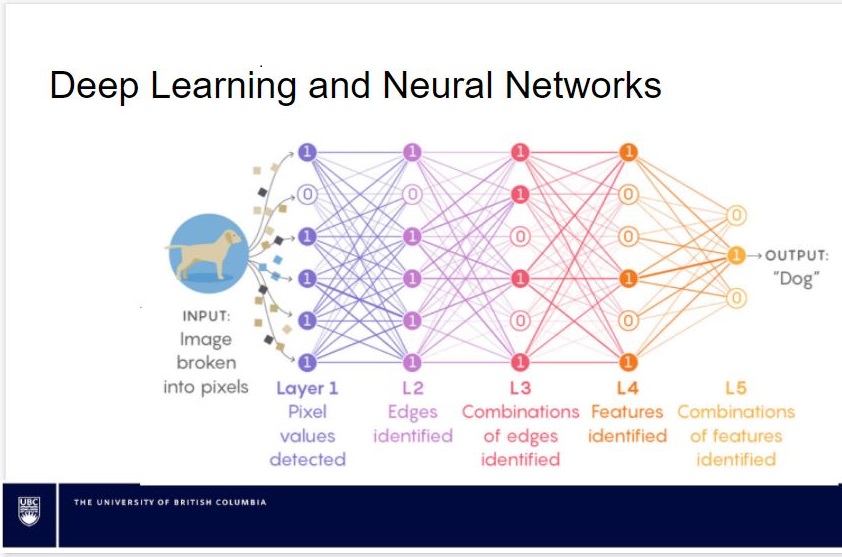 Deep Learning and Neural Networks
1 1 1 1
0 0 1 0
0
1 1 0 0
1 → OUTPUT:
1 1 1 1
"Dog"
0
1 1 0 0
INPUT:
Image
broken
into pixels
1 1 1 1
Layer 1
Pixel
values
detected
L2
Edges
identified
L3
Combinations
of edges
identified
L4
Features
identified
L5
Combinations
of features
identified
UBC
THE UNIVERSITY OF BRITISH COLUMBIA